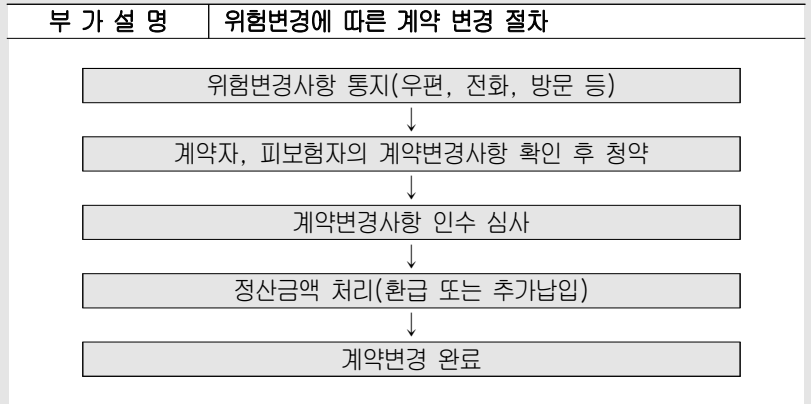 부 가 설 명 위험변경에 따른 계약 변경 절차
위험변경사항 통지(우편, 전화, 방문 등)
↓
계약자, 피보험자의 계약변경사항 확인 후 청약
↓
계약변경사항 인수 심사
↓
정산금액 처리(환급 또는 추가납입)
↓
계약변경 완료